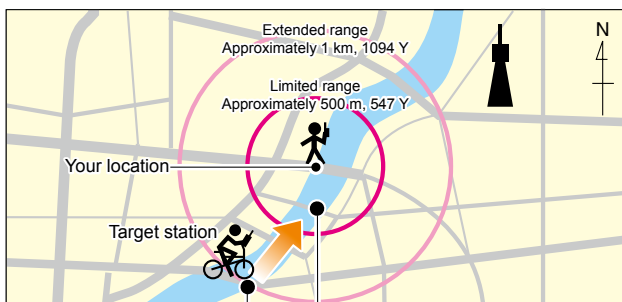 Extended range
Approximately 1 km, 1094 Y
N
Limited range
Approximately 500 m, 547 Y
Your location
Target station